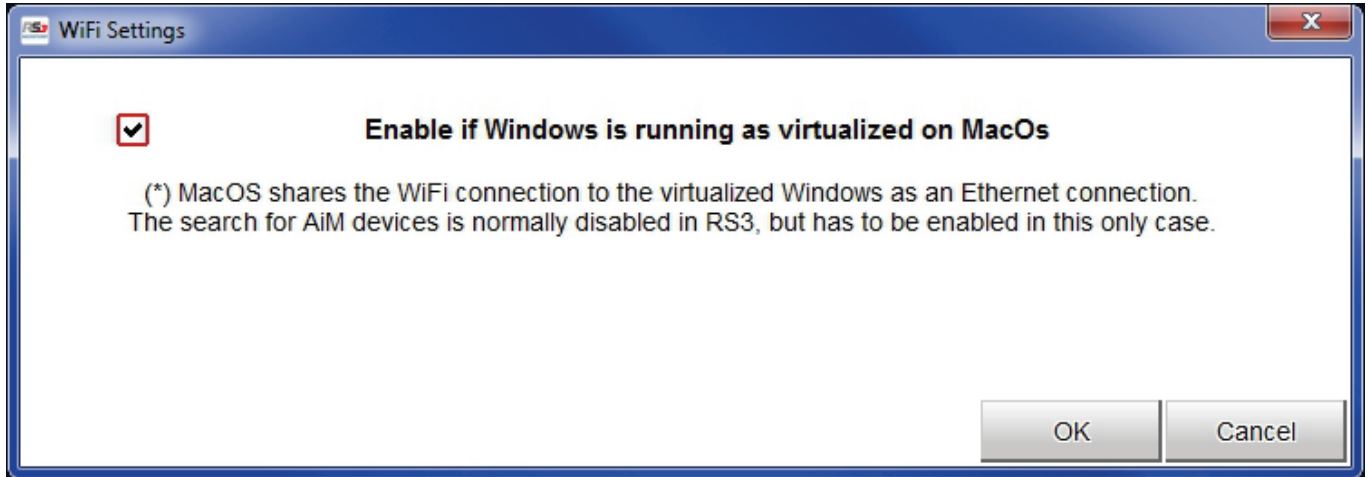 WiFi Settings
Enable if Windows is running as virtualized on MacOs
(*) MacOS shares the WiFi connection to the virtualized Windows as an Ethernet connection.
The search for AiM devices is normally disabled in RS3, but has to be enabled in this only case.
OK
Cancel